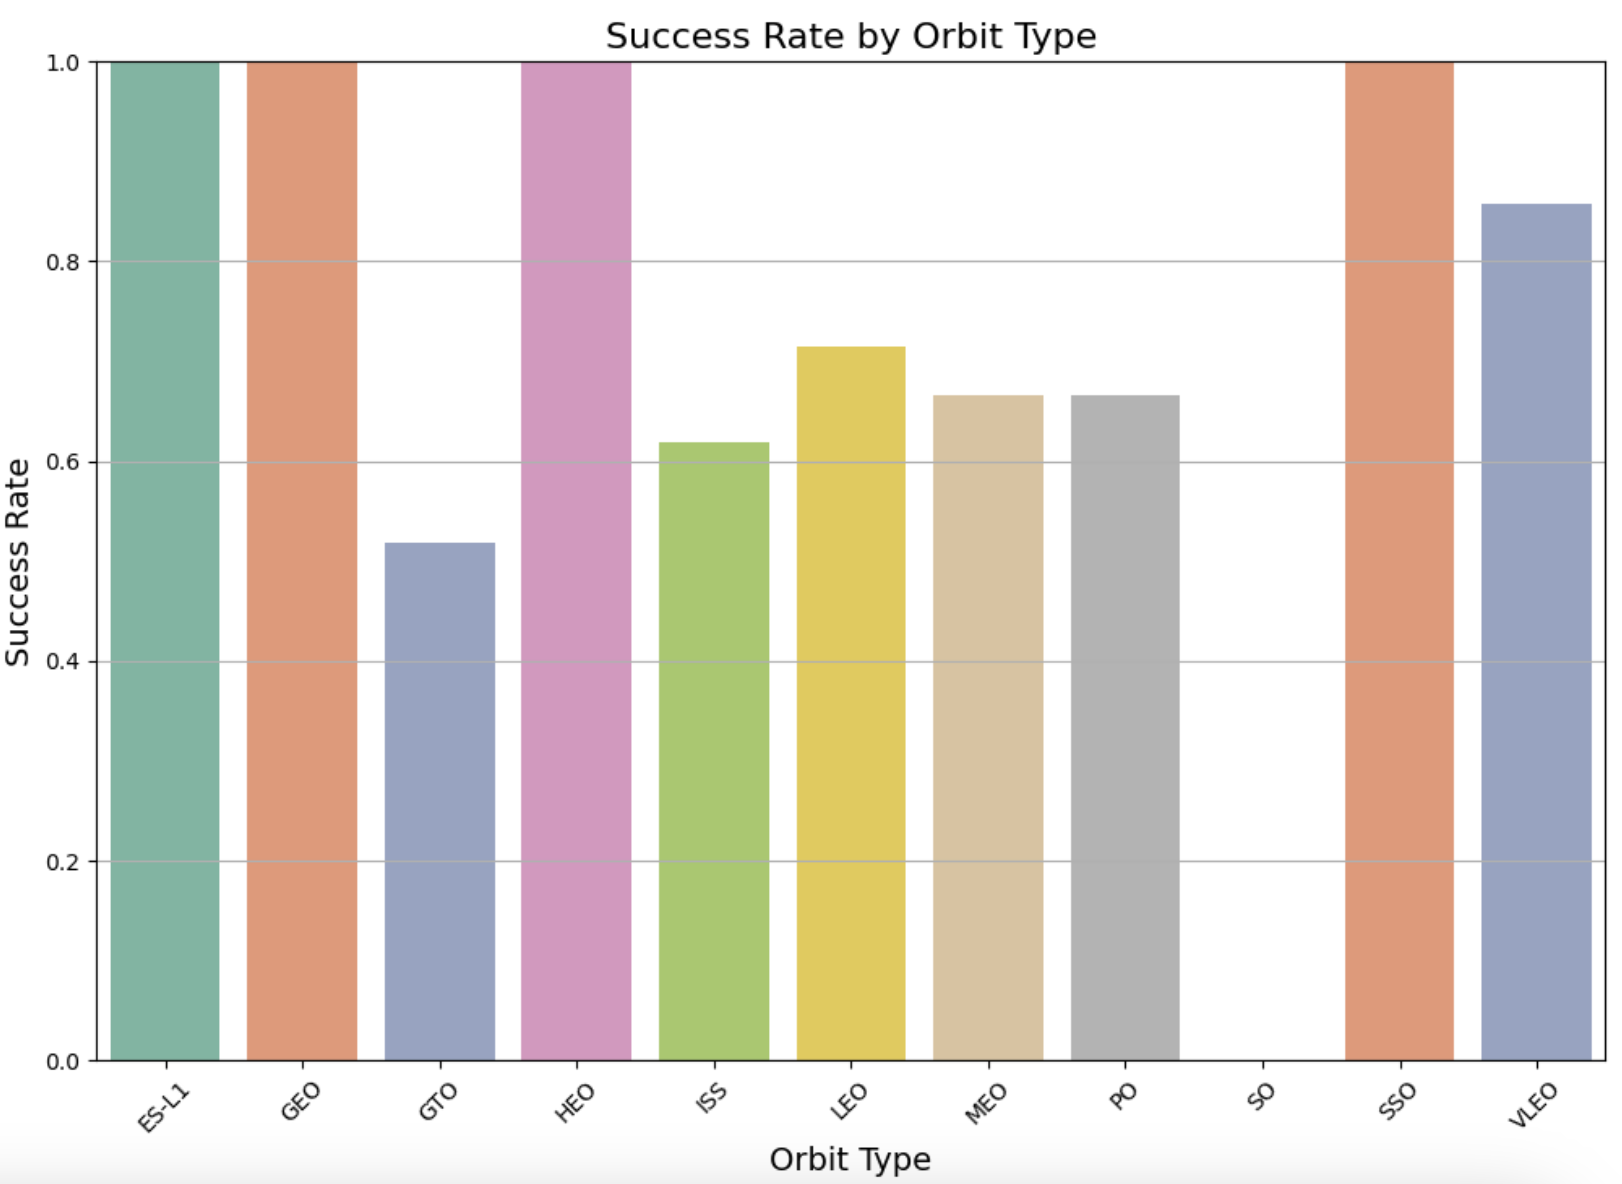 Success Rate by Orbit Type
Success Rate
1.0
0.8
0.6
0.4
0.2
0.0
ES-L1
GEO
GTO
HEO
ISS
LEO
MEO
PO
SO
SSO
VLEO
Orbit Type